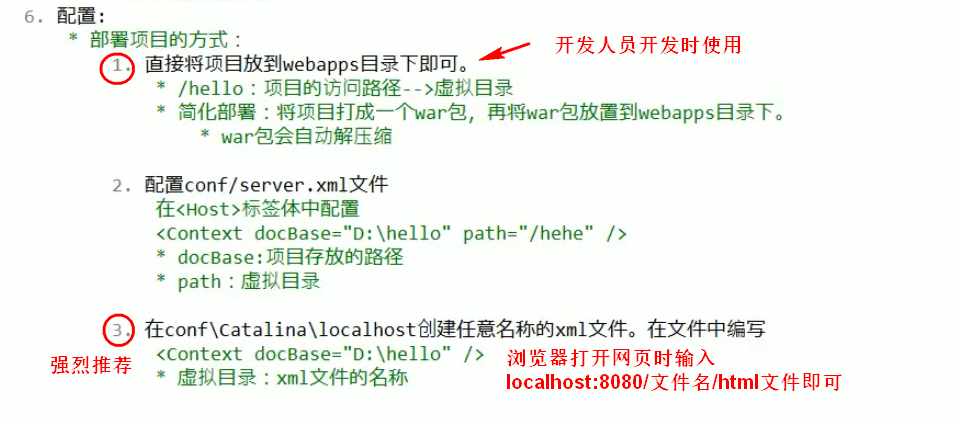 6. 配置:
* 部署项目的方式：
1. 直接将项目放到webapps目录下即可。
开发人员开发时使用
* /hello：项目的访问路径-->虚拟目录
* 简化部署：将项目打成一个war包，再将war包放置到webapps目录下。
* war包会自动解压缩
2. 配置conf/server.xml文件
在<Host>标签体中配置
<Context docBase="D:\hello" path="/hehe" />
* docBase:项目存放的路径
* path：虚拟目录
3. 在conf\Catalina\localhost创建任意名称的xml文件。在文件中编写
强烈推荐
<Context docBase="D:\hello" />
* 虚拟目录：xml文件的名称
浏览器打开网页时输入
localhost:8080/文件名/html文件即可